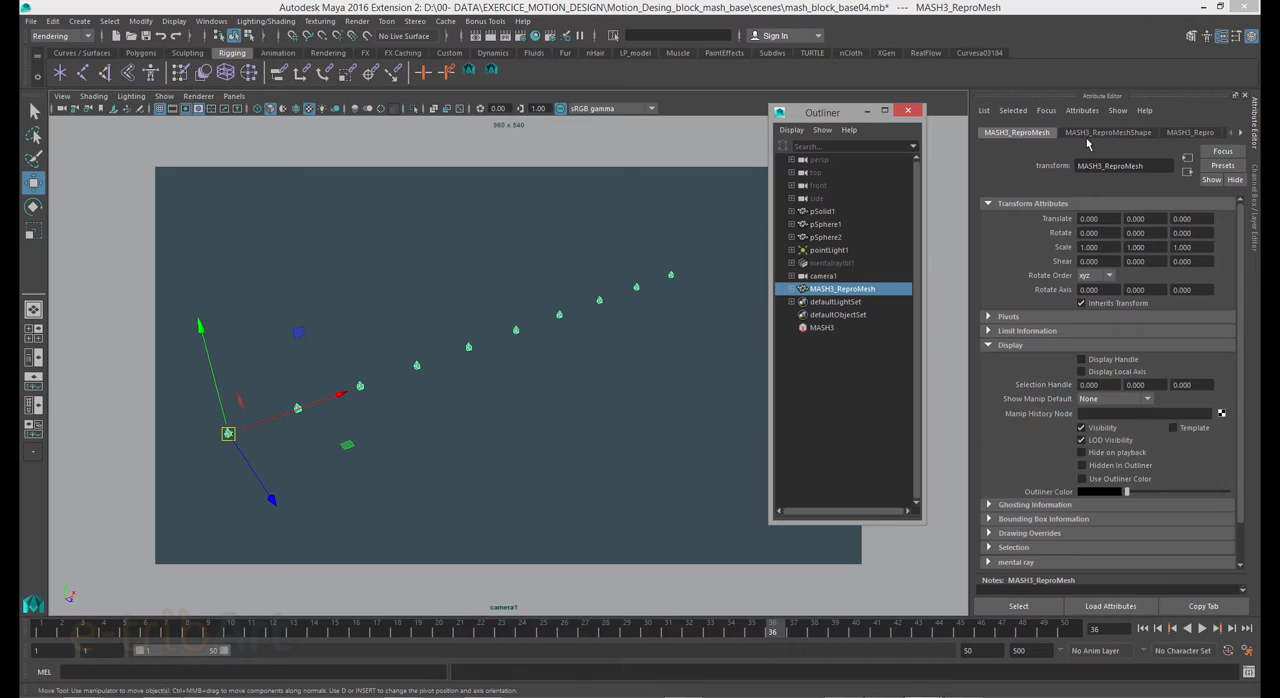 Autodesk Maya 2016 Extension 2: D:\00- DATA\EXERCICE_MOTION_DESIGN\Motion_Desing_block_mash_base\scenes\mash_block_base04.mb* --- MASH3_ReproMesh
File Edit Create Select Modify Display Windows Lighting/Shading Texturing Render Toon Stereo Cache Bonus Tools Help
Rendering No Live Surface Sign In
Curves / Surfaces Polygons Sculpting Rigging Animation Rendering FX FX Caching Custom Dynamics Fluids Fur nHair LP_model Muscle PaintEffects Subdivs TURTLE nCloth XGen RealFlow Curvesa03184
View Shading Lighting Show Renderer Panels
0.00 1.00 sRGB gamma
960 x 540
Outliner
Display Show Help
Search...
persp
top
front
side
pSolid1
pSphere1
pSphere2
pointLight1
mentalrayIbl1
camera1
MASH3_ReproMesh
defaultLightSet
defaultObjectSet
MASH3
camera1
Attribute Editor
List Selected Focus Attributes Show Help
MASH3_ReproMesh MASH3_ReproMeshShape MASH3_Repro
Focus
transform: MASH3_ReproMesh Presets
Show Hide
Transform Attributes
Translate 0.000 0.000 0.000
Rotate 0.000 0.000 0.000
Scale 1.000 1.000 1.000
Shear 0.000 0.000 0.000
Rotate Order xyz
Rotate Axis 0.000 0.000 0.000
Inherits Transform
Pivots
Limit Information
Display
Display Handle
Display Local Axis
Selection Handle 0.000 0.000 0.000
Show Manip Default None
Manip History Node
Visibility Template
LOD Visibility
Hide on playback
Hidden In Outliner
Use Outliner Color
Outliner Color
Ghosting Information
Bounding Box Information
Drawing Overrides
Selection
mental ray
Notes: MASH3_ReproMesh
Select Load Attributes Copy Tab
Attribute Editor
Channel Box / Layer Editor
36
36
1 1 1 50 50 500 No Anim Layer No Character Set
MEL
Move Tool: Use manipulator to move object(s). Ctrl+MMB+drag to move components along normals. Use D or INSERT to change the pivot position and axis orientation.